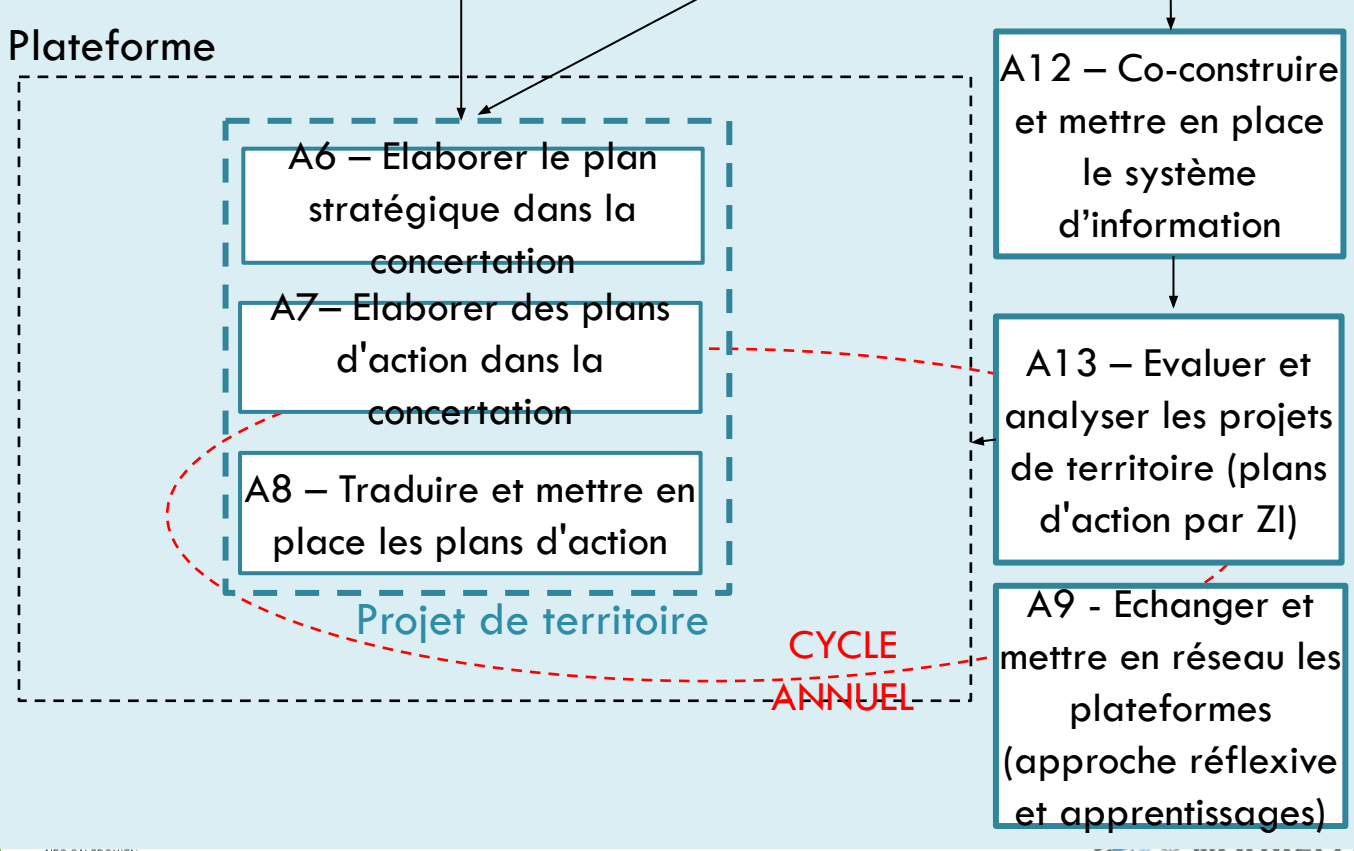 Plateforme
A6 – Elaborer le plan
stratégique dans la
concertation
A7– Elaborer des plans
d'action dans la
concertation
A8 – Traduire et mettre en
place les plans d'action
Projet de territoire
CYCLE
ANNUEL
A12 – Co-construire
et mettre en place
le système
d’information
A13 – Evaluer et
analyser les projets
de territoire (plans
d'action par ZI)
A9 - Echanger et
mettre en réseau les
plateformes
(approche réflexive
et apprentissages)